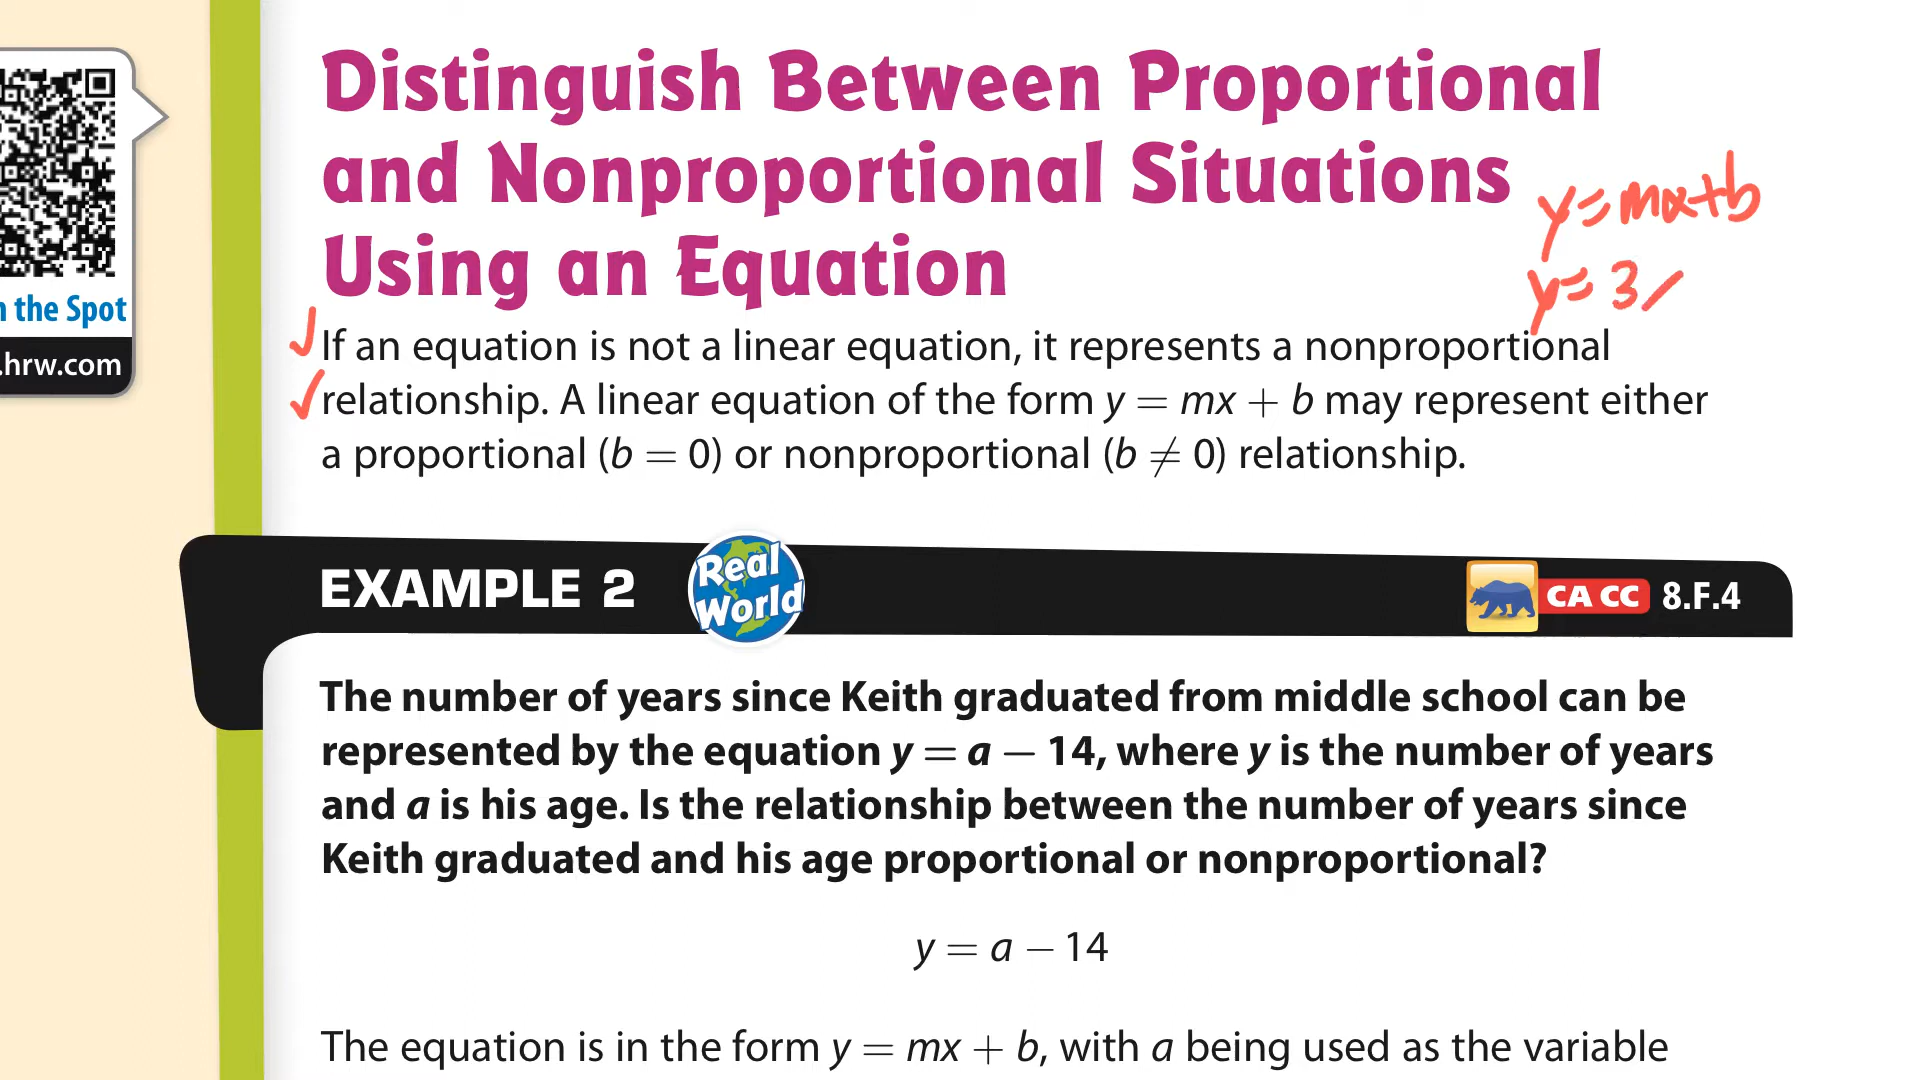 Distinguish Between Proportional
and Nonproportional Situations
Using an Equation
y=mx+b
y=3
the Spot
.hrw.com
If an equation is not a linear equation, it represents a nonproportional
relationship. A linear equation of the form y = mx + b may represent either
a proportional (b = 0) or nonproportional (b ≠ 0) relationship.
EXAMPLE 2
Real
World
CA CC 8.F.4
The number of years since Keith graduated from middle school can be
represented by the equation y = a − 14, where y is the number of years
and a is his age. Is the relationship between the number of years since
Keith graduated and his age proportional or nonproportional?
y = a − 14
The equation is in the form y = mx + b, with a being used as the variable